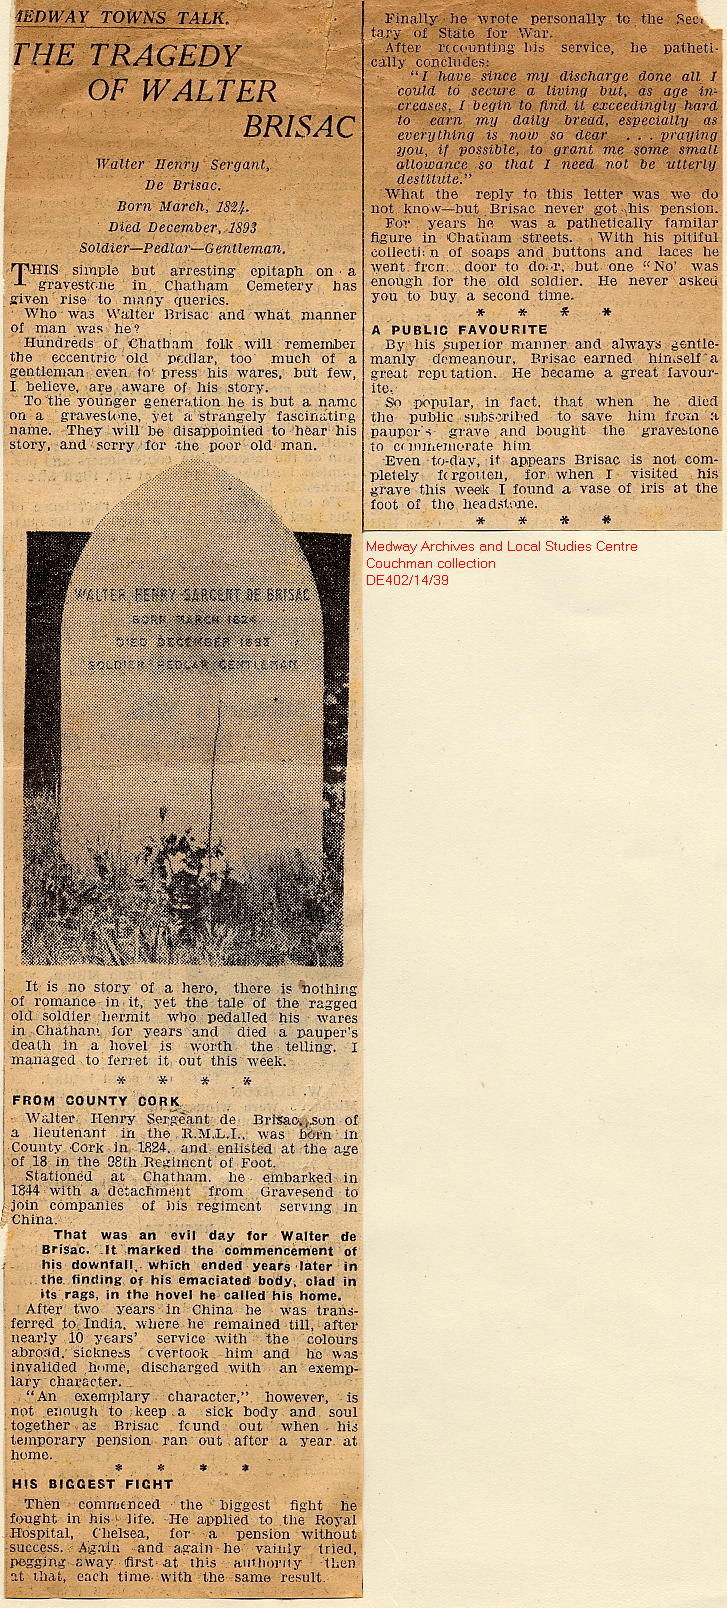 MEDWAY TOWNS TALK.
THE TRAGEDY
OF WALTER
BRISAC
Walter Henry Sergant,
De Brisac.
Born March, 1824.
Died December, 1893
Soldier—Pedlar—Gentleman.
THIS simple but arresting epitaph on a
gravestone in Chatham Cemetery has
given rise to many queries.
Who was Walter Brisac and what manner
of man was he?
Hundreds of Chatham folk will remember
the eccentric old pedlar, too much of a
gentleman even to press his wares, but few,
I believe, are aware of his story.
To the younger generation he is but a name
on a gravestone, yet a strangely fascinating
name. They will be disappointed to hear his
story, and sorry for the poor old man.
WALTER HENRY SARGENT DE BRISAC
BORN MARCH 1824
DIED DECEMBER 1893
SOLDIER PEDLAR GENTLEMAN
It is no story of a hero, there is nothing
of romance in it, yet the tale of the ragged
old soldier hermit who pedalled his wares
in Chatham for years and died a pauper's
death in a hovel is worth the telling. I
managed to ferret it out this week.
* * * *
FROM COUNTY CORK
Walter Henry Sergeant de Brisac, son of
a lieutenant in the R.M.L.I., was born in
County Cork in 1824, and enlisted at the age
of 18 in the 98th Regiment of Foot.
Stationed at Chatham, he embarked in
1844 with a detachment from Gravesend to
join companies of his regiment serving in
China.
That was an evil day for Walter de
Brisac. It marked the commencement of
his downfall, which ended years later in
the finding of his emaciated body, clad in
its rags, in the hovel he called his home.
After two years in China he was trans-
ferred to India, where he remained till, after
nearly 10 years' service with the colours
abroad, sickness overtook him and he was
invalided home, discharged with an exemp-
lary character.
"An exemplary character," however, is
not enough to keep a sick body and soul
together as Brisac found out when his
temporary pension ran out after a year at
home.
* * * *
HIS BIGGEST FIGHT
Then commenced the biggest fight he
fought in his life. He applied to the Royal
Hospital, Chelsea, for a pension without
success. Again and again he vainly tried,
pegging away first at this authority then
at that, each time with the same result.
Finally he wrote personally to the Secre-
tary of State for War.
After recounting his service, he patheti-
cally concludes:
"I have since my discharge done all I
could to secure a living but, as age in-
creases, I begin to find it exceedingly hard
to earn my daily bread, especially as
everything is now so dear . . . praying
you, if possible, to grant me some small
allowance so that I need not be utterly
destitute."
What the reply to this letter was we do
not know—but Brisac never got his pension.
For years he was a pathetically familar
figure in Chatham streets. With his pitiful
collection of soaps and buttons and laces he
went from door to door, but one "No" was
enough for the old soldier. He never asked
you to buy a second time.
* * * *
A PUBLIC FAVOURITE
By his superior manner and always gentle-
manly demeanour, Brisac earned himself a
great reputation. He became a great favour-
ite.
So popular, in fact, that when he died
the public subscribed to save him from a
pauper's grave and bought the gravestone
to commemorate him
Even to-day, it appears Brisac is not com-
pletely forgotten, for when I visited his
grave this week I found a vase of iris at the
foot of the headstone.
* * * *
Medway Archives and Local Studies Centre
Couchman collection
DE402/14/39